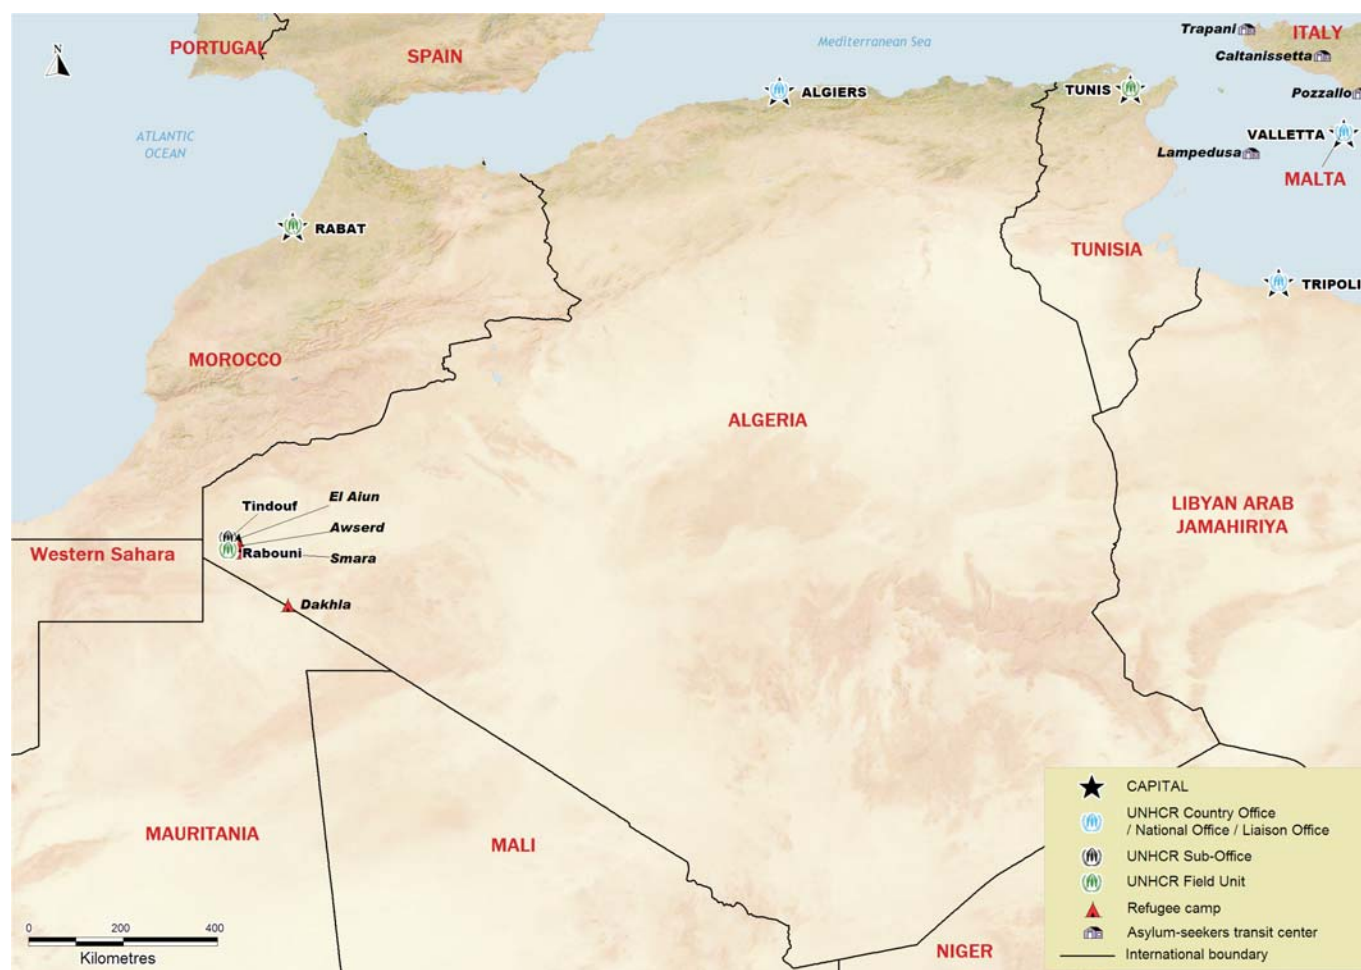 N
PORTUGAL
SPAIN
Mediterranean Sea
Trapani
ITALY
Caltanissetta
ALGIERS
TUNIS
Pozzallo
ATLANTIC
OCEAN
VALLETTA
Lampedusa
MALTA
RABAT
TUNISIA
TRIPOLI
MOROCCO
ALGERIA
El Aiun
Tindouf
LIBYAN ARAB
JAMAHIRIYA
Awserd
Western Sahara
Rabouni
Smara
Dakhla
MAURITANIA
MALI
NIGER
CAPITAL
UNHCR Country Office
/ National Office / Liaison Office
UNHCR Sub-Office
UNHCR Field Unit
Refugee camp
Asylum-seekers transit center
International boundary
0 200 400
Kilometres